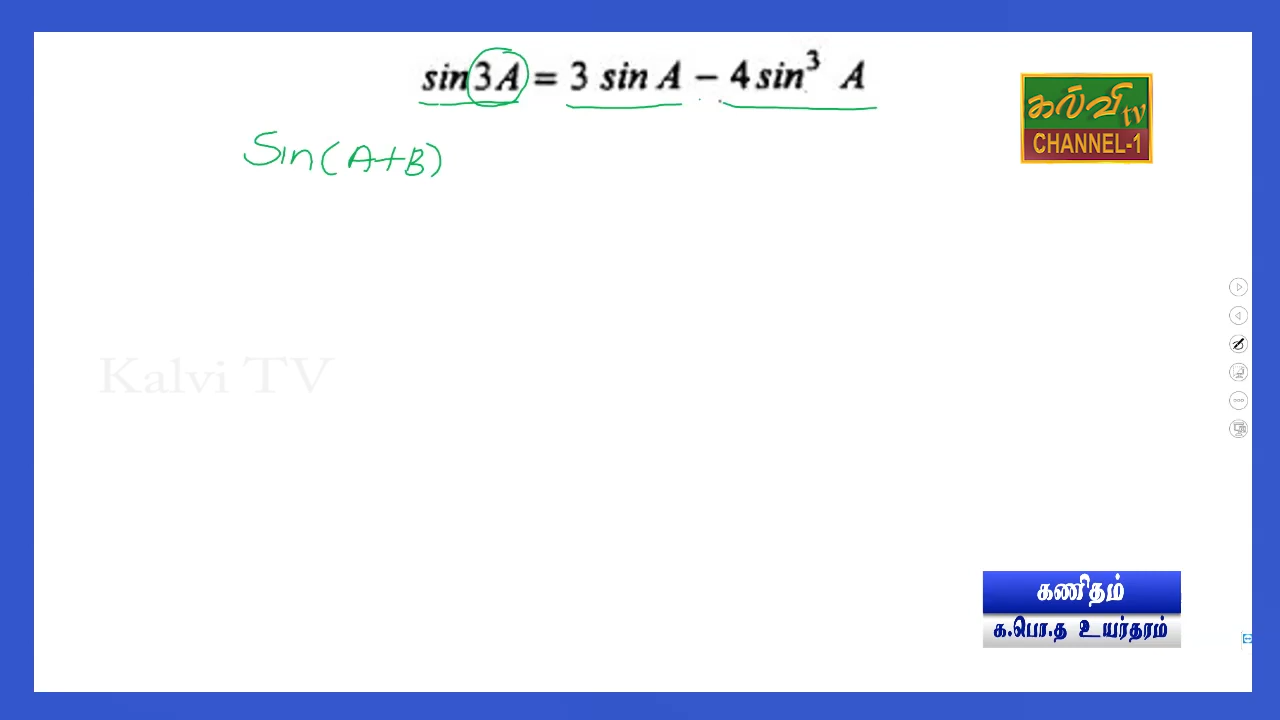 sin3A = 3 sin A − 4 sin³ A
கல்வி tv
CHANNEL-1
Sin(A+B)
Kalvi TV
கணிதம்
க.பொ.த உயர்தரம்